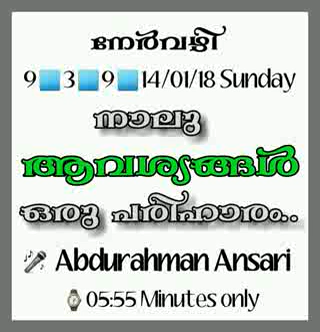 നേർവഴി
9🟦3🟦9🟦14/01/18 Sunday
നാലു
ആവശ്യങ്ങൾ
ഒരു പരിഹാരം..
🎤 Abdurahman Ansari
⌚ 05:55 Minutes only